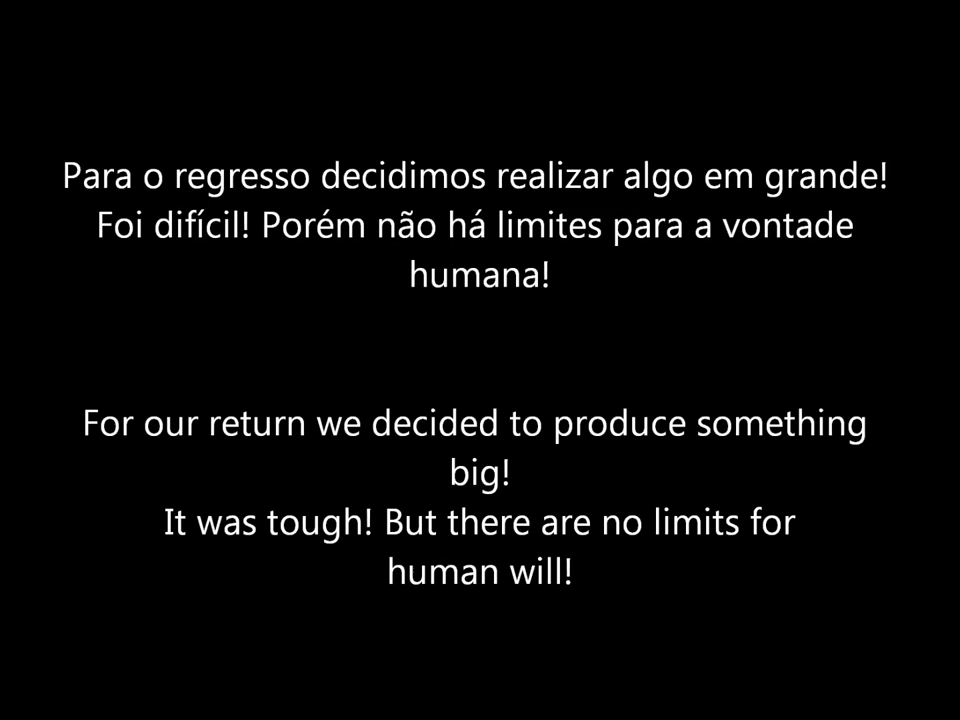 Para o regresso decidimos realizar algo em grande!
Foi difícil! Porém não há limites para a vontade
humana!
For our return we decided to produce something
big!
It was tough! But there are no limits for
human will!